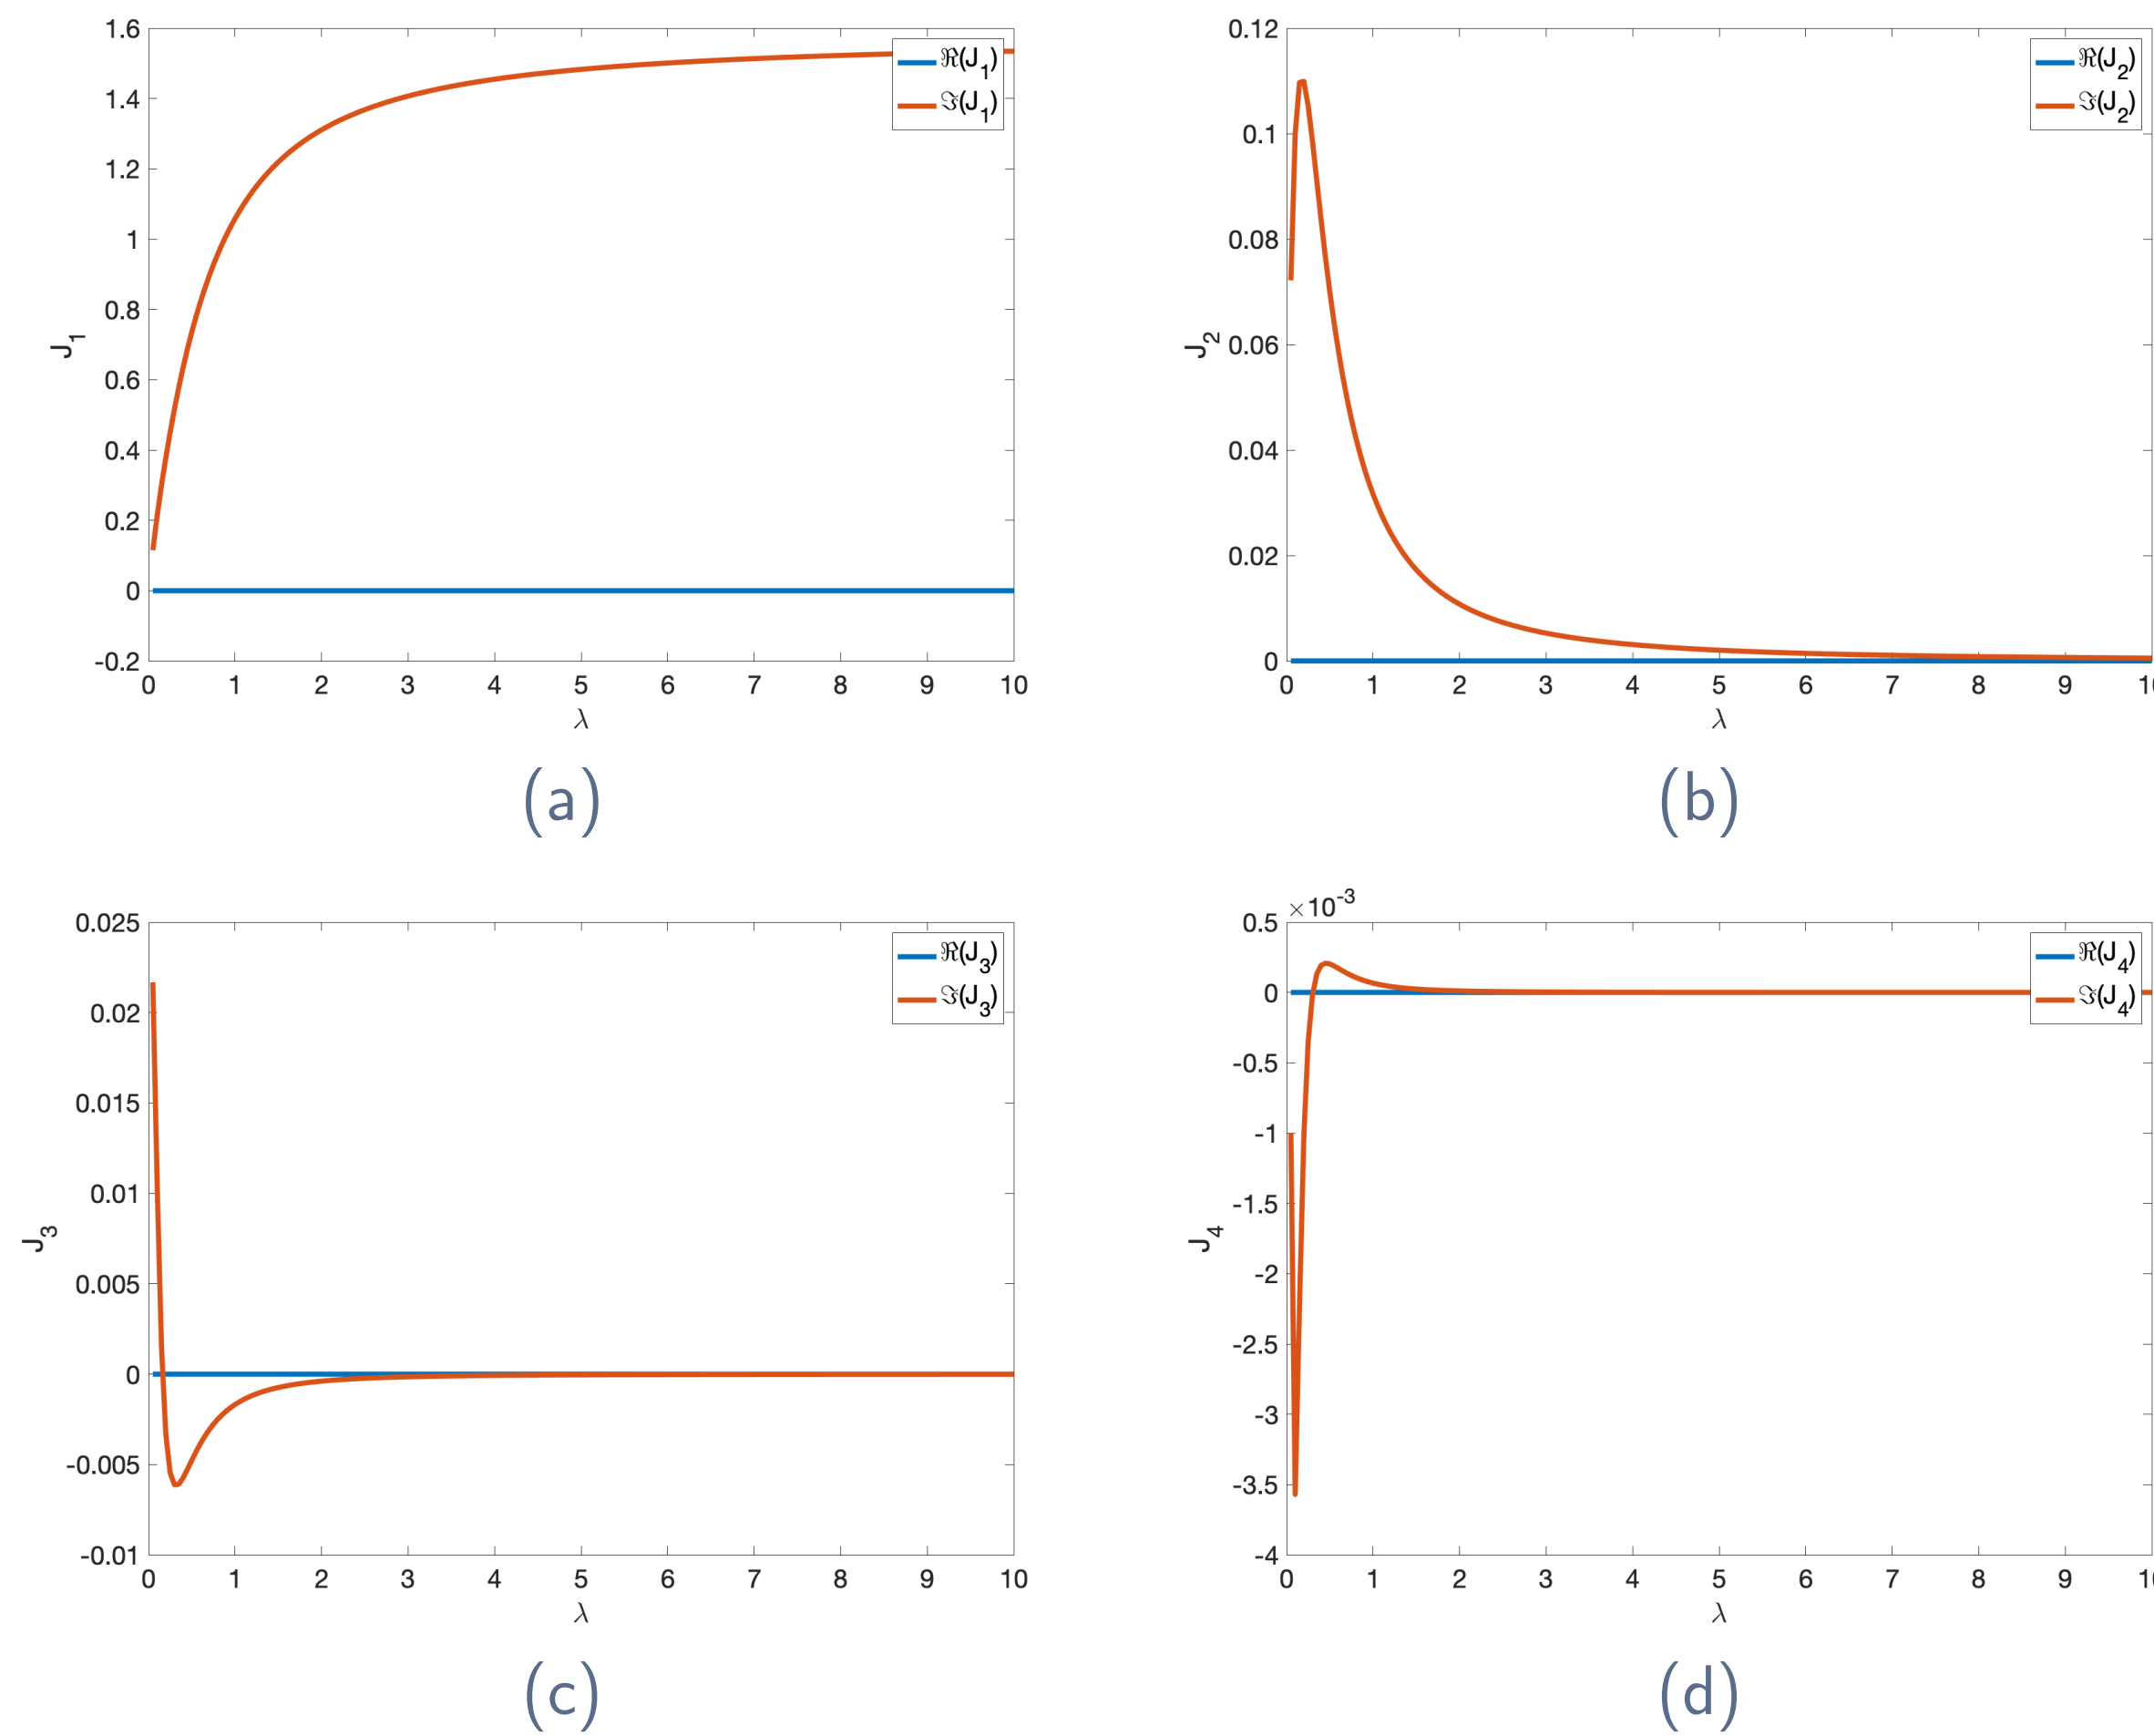 1.6
1.4
1.2
1
0.8
0.6
0.4
0.2
0
-0.2
J1
ℜ(J1)
ℑ(J1)
0 1 2 3 4 5 6 7 8 9 10
λ
(a)
0.12
0.1
0.08
0.06
0.04
0.02
0
J2
ℜ(J2)
ℑ(J2)
0 1 2 3 4 5 6 7 8 9 1
λ
(b)
0.025
0.02
0.015
0.01
0.005
0
-0.005
-0.01
J3
ℜ(J3)
ℑ(J3)
0 1 2 3 4 5 6 7 8 9 10
λ
(c)
×10-3
0.5
0
-0.5
-1
-1.5
-2
-2.5
-3
-3.5
-4
J4
ℜ(J4)
ℑ(J4)
0 1 2 3 4 5 6 7 8 9 1
λ
(d)